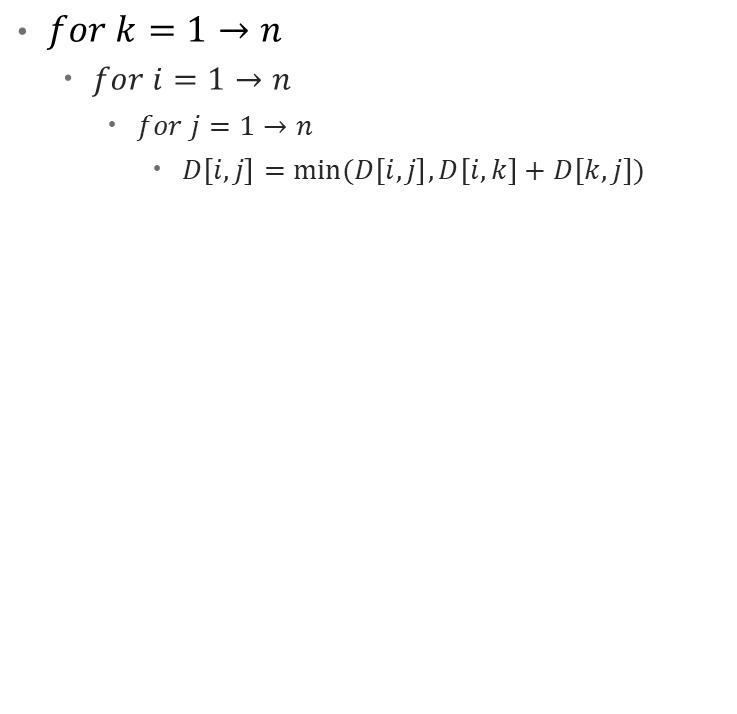 • for k = 1 → n
• for i = 1 → n
• for j = 1 → n
• D[i,j] = min(D[i,j],D[i,k] + D[k,j])